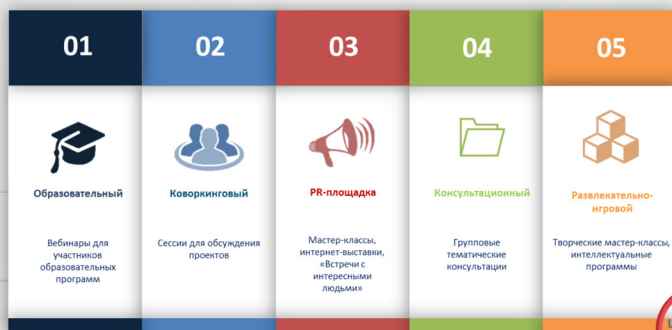 01
02
03
04
05
Образовательный
Коворкинговый
PR-площадка
Консультационный
Развлекательно-
игровой
Вебинары для
участников
образовательных
программ
Сессии для обсуждения
проектов
Мастер-классы,
интернет-выставки,
«Встречи с
интересными
людьми»
Групповые
тематические
консультации
Творческие мастер-классы,
интеллектуальные
программы